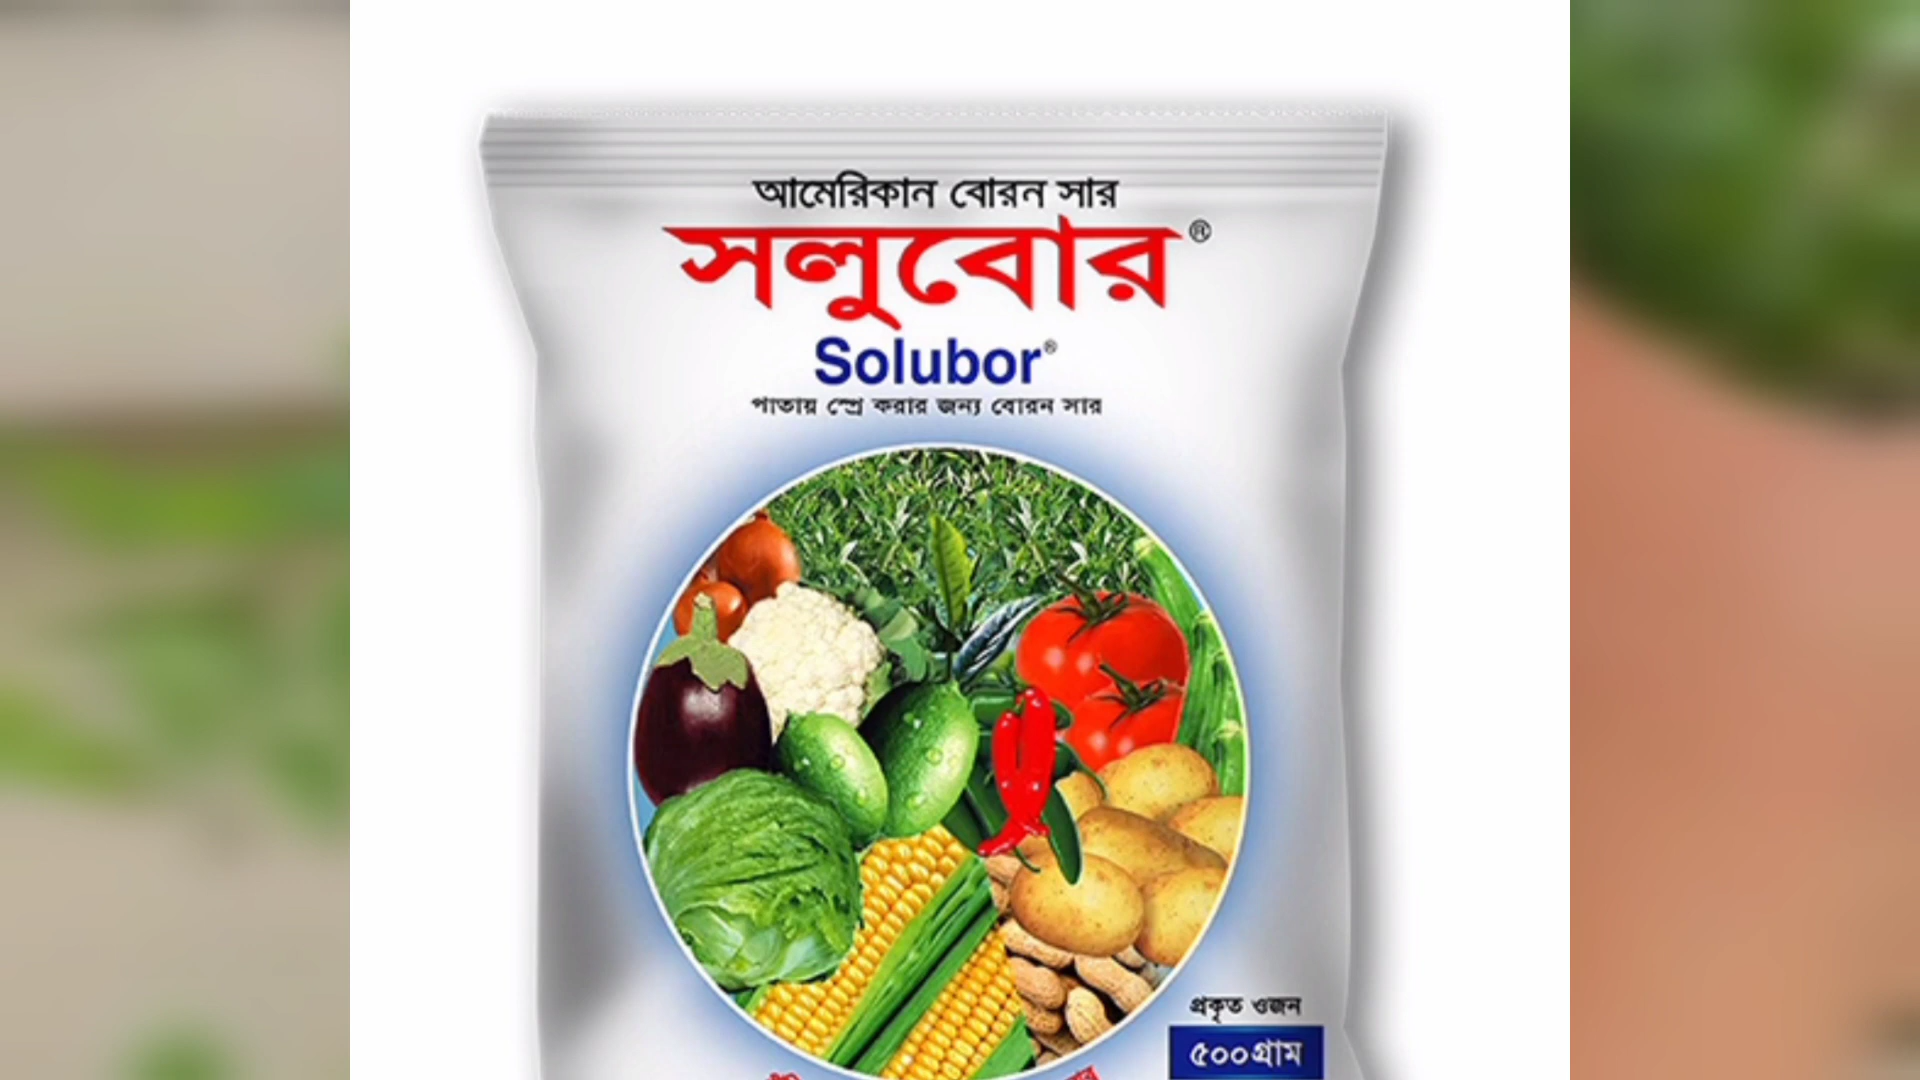 আমেরিকান বোরন সার
সলুবোর®
Solubor®
পাতায় স্প্রে করার জন্য বোরন সার
প্রকৃত ওজন
৫০০গ্রাম